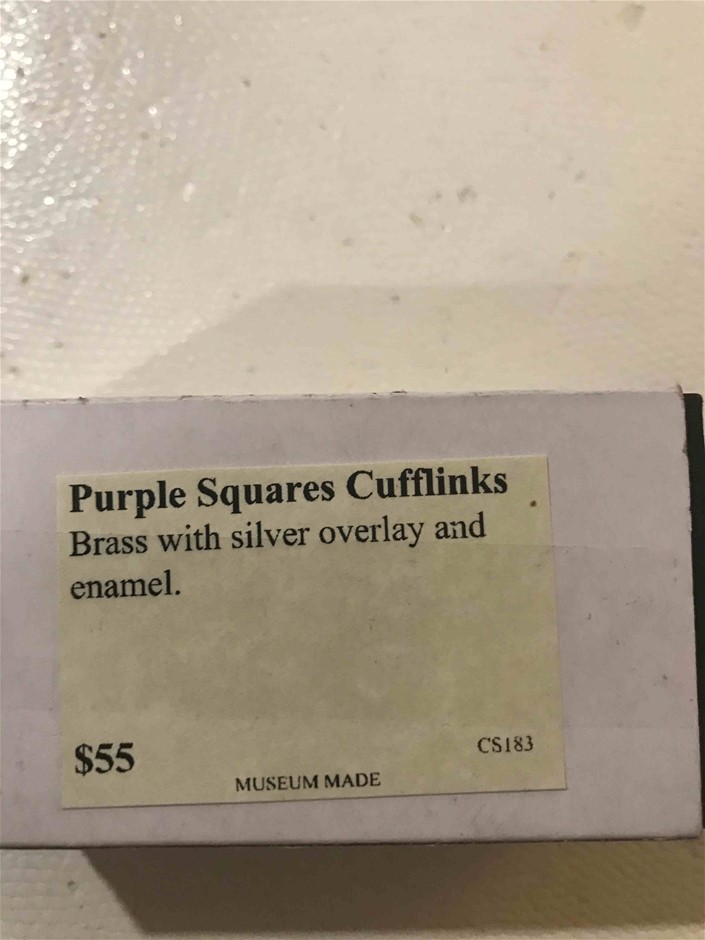 Purple Squares Cufflinks
Brass with silver overlay and
enamel.
$55
CS183
MUSEUM MADE